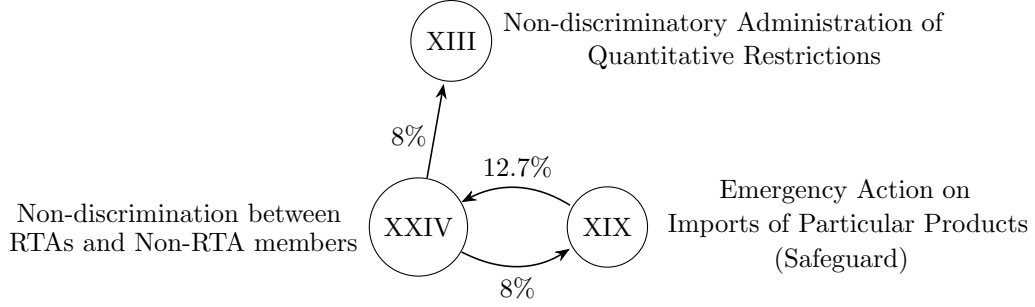 XIII
Non-discriminatory Administration of
Quantitative Restrictions
8%
12.7%
Non-discrimination between
RTAs and Non-RTA members
XXIV
XIX
Emergency Action on
Imports of Particular Products
(Safeguard)
8%